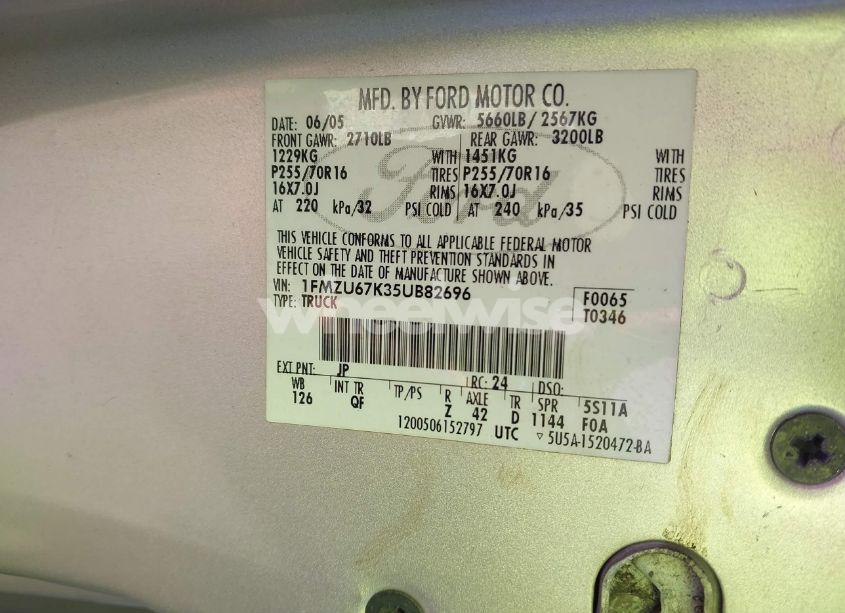 MFD. BY FORD MOTOR CO.
DATE: 06/05 GVWR: 5660LB / 2567KG
FRONT GAWR: 2710LB REAR GAWR: 3200LB
1229KG WITH 1451KG WITH
P255/70R16 TIRES P255/70R16 TIRES
16X7.0J RIMS 16X7.0J RIMS
AT 220 kPa/32 PSI COLD AT 240 kPa/35 PSI COLD
Ford
THIS VEHICLE CONFORMS TO ALL APPLICABLE FEDERAL MOTOR
VEHICLE SAFETY AND THEFT PREVENTION STANDARDS IN
EFFECT ON THE DATE OF MANUFACTURE SHOWN ABOVE.
VIN: 1FMZU67K35UB82696 F0065
TYPE: TRUCK T0346
wheelwise
EXT PNT: JP RC: 24 DSO:
WB INT TR TP/PS R AXLE TR SPR 5S11A
126 QF Z 42 D 1144 F0A
1200506152797 UTC ▽ 5U5A-1520472-BA